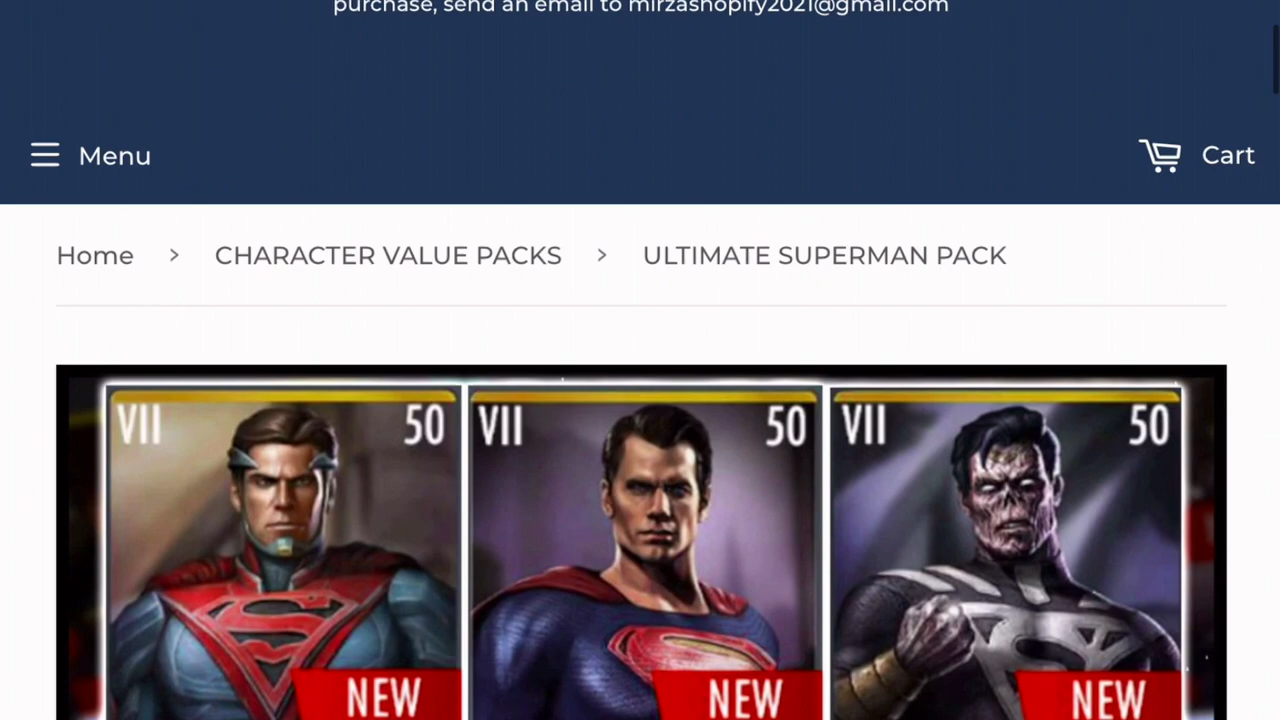 purchase, send an email to mirzashopify2021@gmail.com
Menu
Cart
Home > CHARACTER VALUE PACKS > ULTIMATE SUPERMAN PACK
VII 50 VII 50 VII 50
NEW NEW NEW